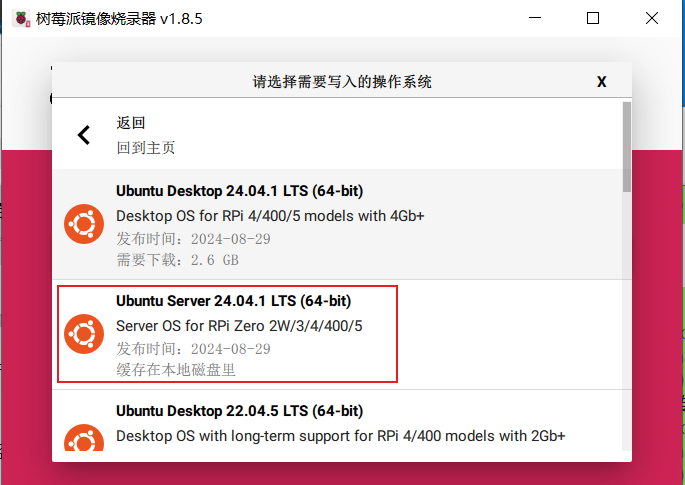 树莓派镜像烧录器 v1.8.5
请选择需要写入的操作系统
X
返回
回到主页
Ubuntu Desktop 24.04.1 LTS (64-bit)
Desktop OS for RPi 4/400/5 models with 4Gb+
发布时间：2024-08-29
需要下载：2.6 GB
Ubuntu Server 24.04.1 LTS (64-bit)
Server OS for RPi Zero 2W/3/4/400/5
发布时间：2024-08-29
缓存在本地磁盘里
Ubuntu Desktop 22.04.5 LTS (64-bit)
Desktop OS with long-term support for RPi 4/400 models with 2Gb+